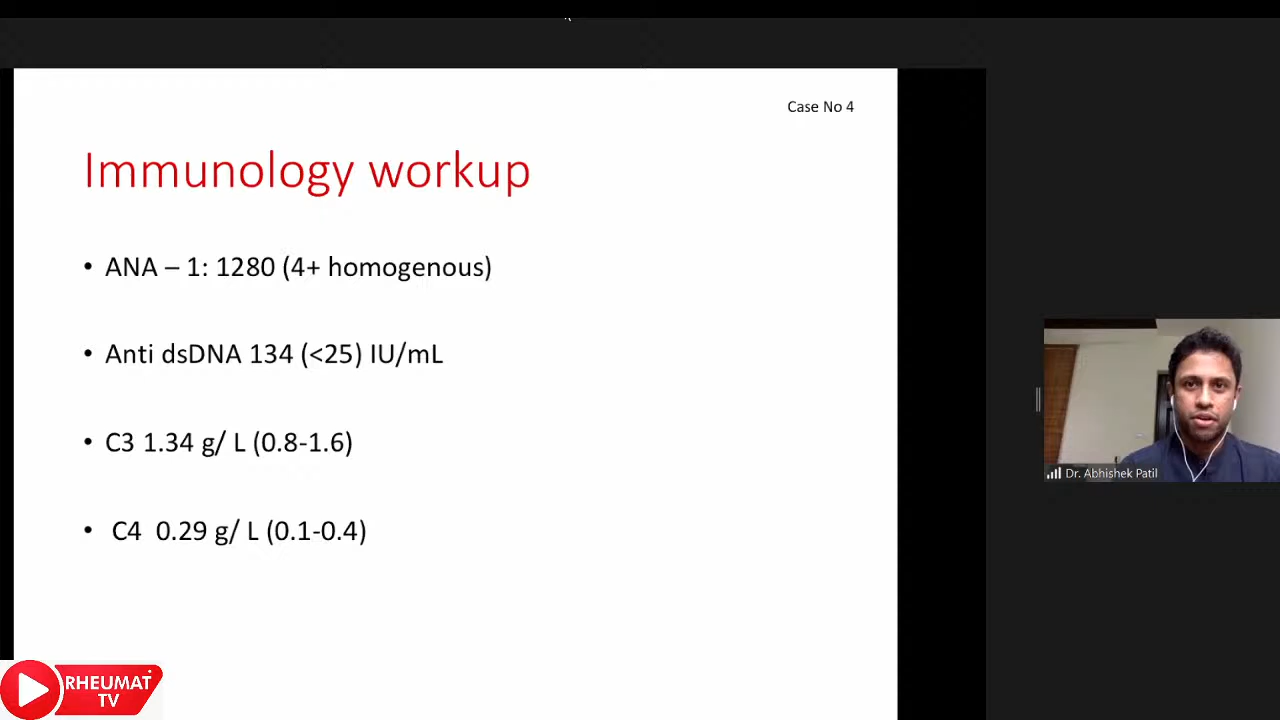 Case No 4
Immunology workup
• ANA – 1: 1280 (4+ homogenous)
• Anti dsDNA 134 (<25) IU/mL
• C3 1.34 g/ L (0.8-1.6)
• C4 0.29 g/ L (0.1-0.4)
Dr. Abhishek Patil
RHEUMAT
TV